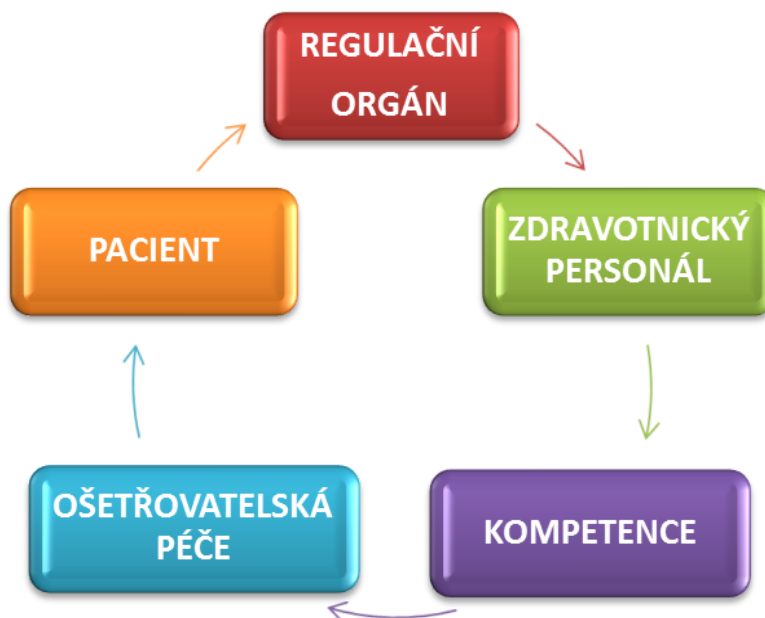 REGULAČNÍ
ORGÁN
ZDRAVOTNICKÝ
PERSONÁL
KOMPETENCE
OŠETŘOVATELSKÁ
PÉČE
PACIENT